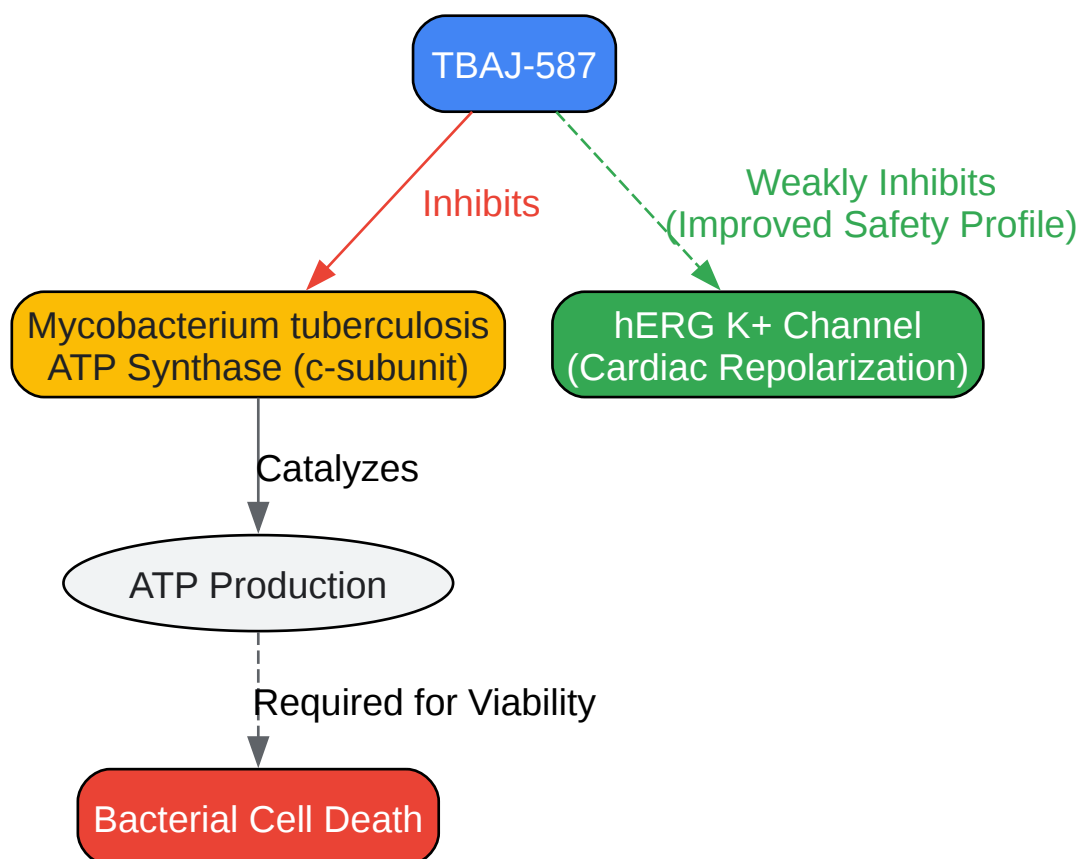 TBAJ-587
Inhibits
Weakly Inhibits
(Improved Safety Profile)
Mycobacterium tuberculosis
ATP Synthase (c-subunit)
hERG K+ Channel
(Cardiac Repolarization)
Catalyzes
ATP Production
Required for Viability
Bacterial Cell Death